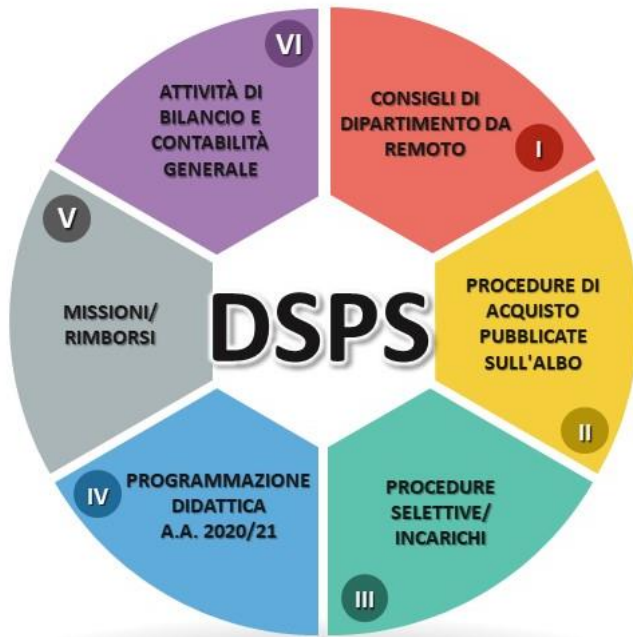 I
CONSIGLI DI
DIPARTIMENTO DA
REMOTO
II
PROCEDURE DI
ACQUISTO
PUBBLICATE
SULL'ALBO
III
PROCEDURE
SELETTIVE/
INCARICHI
IV
PROGRAMMAZIONE
DIDATTICA
A.A. 2020/21
V
MISSIONI/
RIMBORSI
VI
ATTIVITÀ DI
BILANCIO E
CONTABILITÀ
GENERALE
DSPS